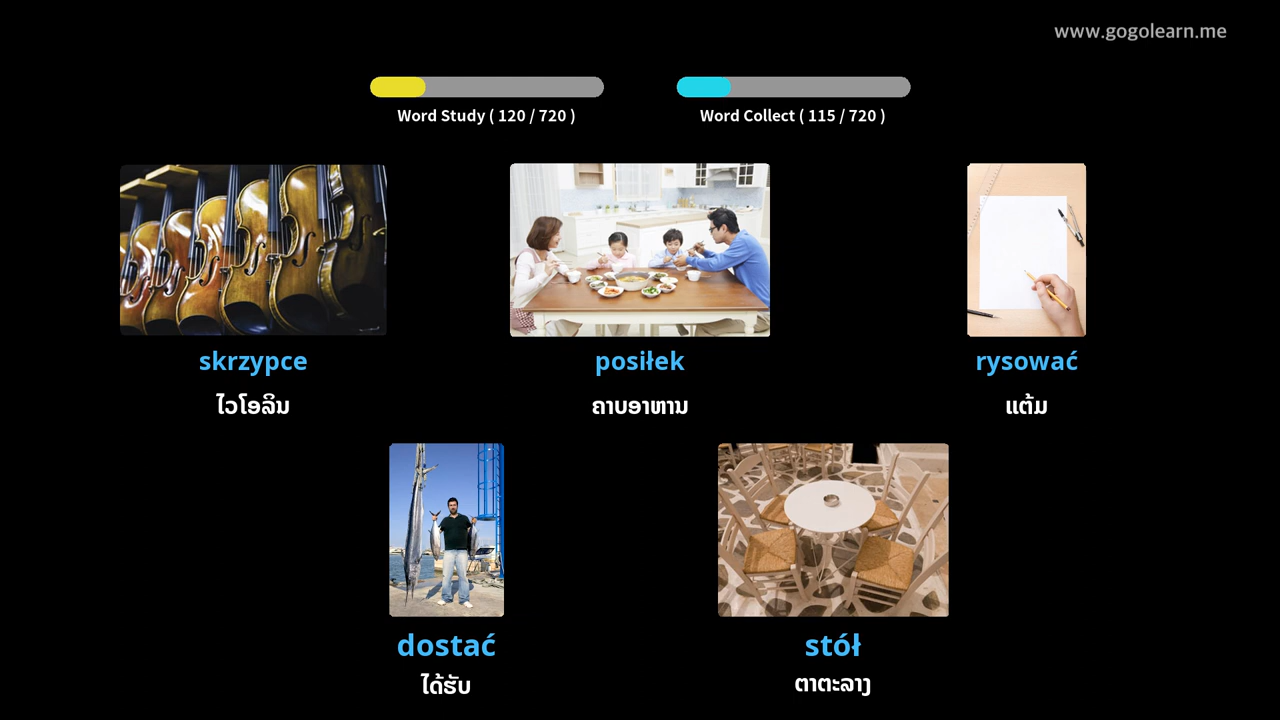 www.gogolearn.me
Word Study ( 120 / 720 )
Word Collect ( 115 / 720 )
skrzypce
posiłek
rysować
ໄວໂອລິນ
ຄາບອາຫານ
ແຕ້ມ
dostać
stół
ໄດ້ຮັບ
ຕາຕະລາງ